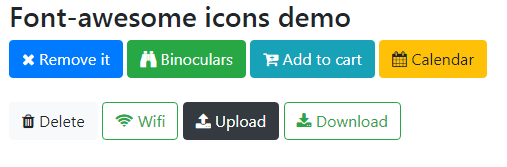 Font-awesome icons demo
Remove it Binoculars Add to cart Calendar
Delete Wifi Upload Download